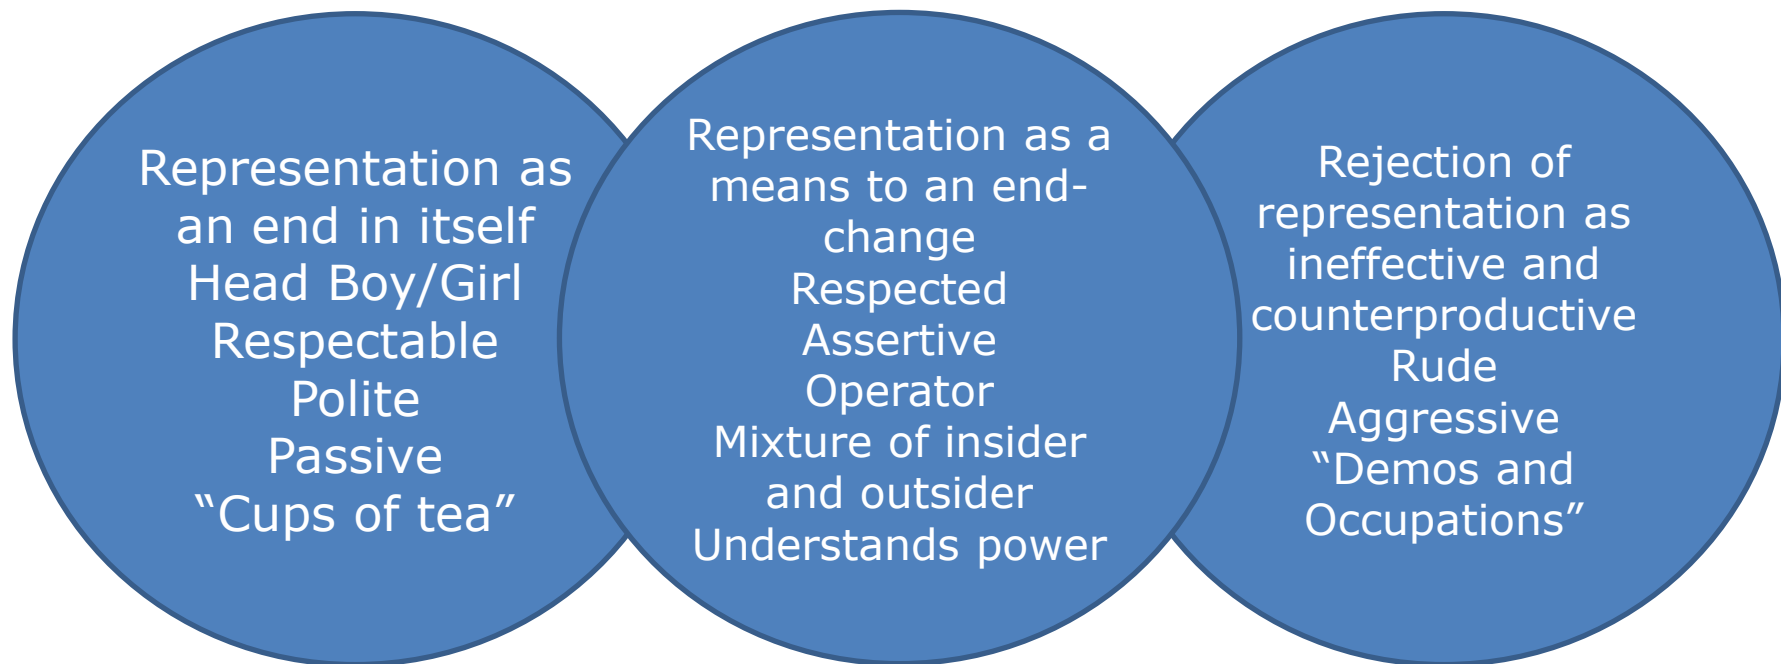 Representation as
an end in itself
Head Boy/Girl
Respectable
Polite
Passive
“Cups of tea”
Representation as a
means to an end-
change
Respected
Assertive
Operator
Mixture of insider
and outsider
Understands power
Rejection of
representation as
ineffective and
counterproductive
Rude
Aggressive
“Demos and
Occupations”